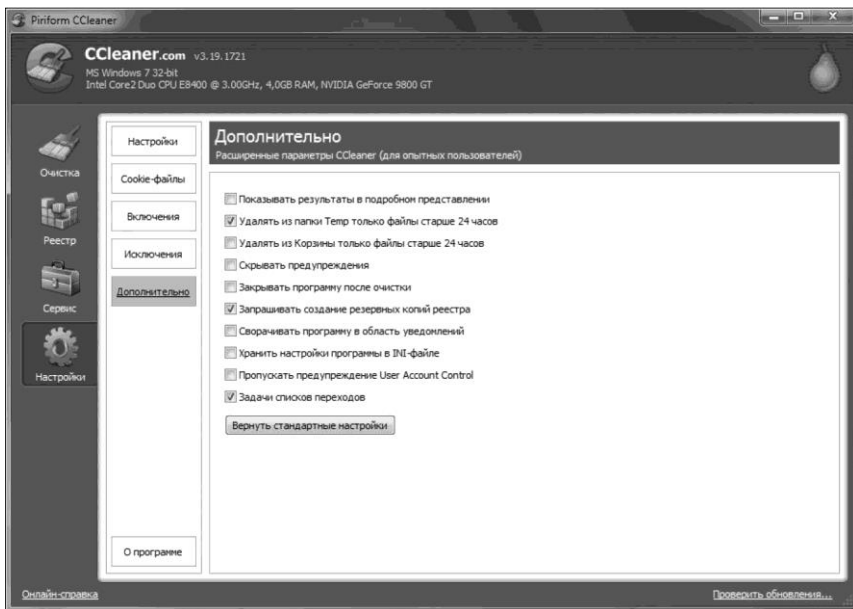 Piriform CCleaner
CCleaner.com v3.19.1721
MS Windows 7 32-bit
Intel Core2 Duo CPU E8400 @ 3.00GHz, 4,0GB RAM, NVIDIA GeForce 9800 GT
Очистка
Реестр
Сервис
Настройки
Настройки
Cookie-файлы
Включения
Исключения
Дополнительно
О программе
Дополнительно
Расширенные параметры CCleaner (для опытных пользователей)
Показывать результаты в подробном представлении
Удалять из папки Temp только файлы старше 24 часов
Удалять из Корзины только файлы старше 24 часов
Скрывать предупреждения
Закрывать программу после очистки
Запрашивать создание резервных копий реестра
Сворачивать программу в область уведомлений
Хранить настройки программы в INI-файле
Пропускать предупреждение User Account Control
Задачи списков переходов
Вернуть стандартные настройки
Онлайн-справка
Проверить обновления...